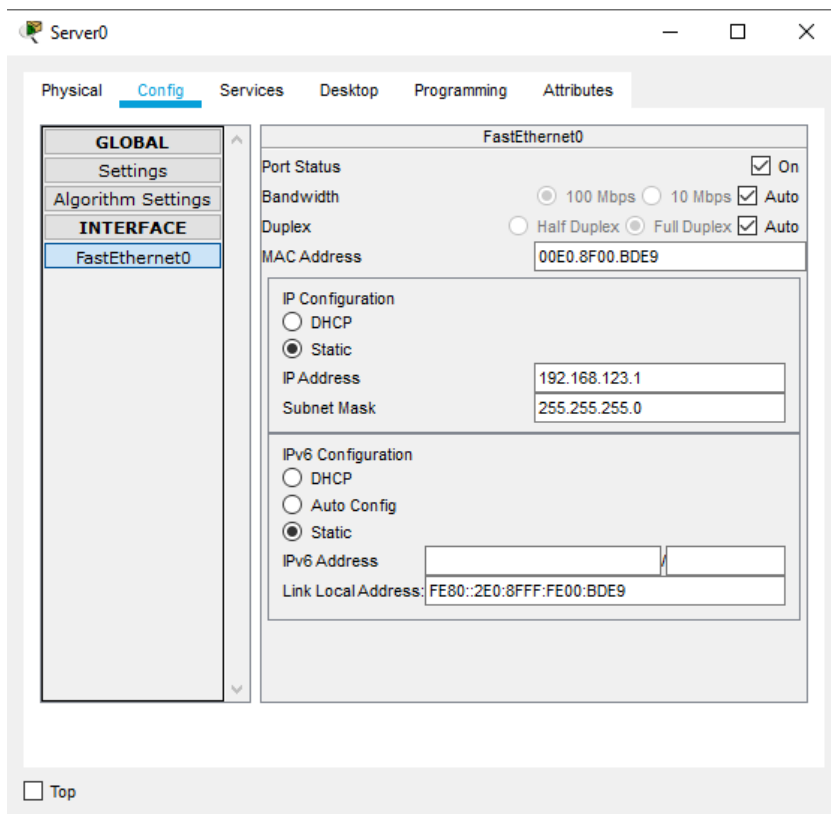 Server0
Physical Config Services Desktop Programming Attributes
GLOBAL
Settings
Algorithm Settings
INTERFACE
FastEthernet0
FastEthernet0
Port Status On
Bandwidth 100 Mbps 10 Mbps Auto
Duplex Half Duplex Full Duplex Auto
MAC Address 00E0.8F00.BDE9
IP Configuration
DHCP
Static
IP Address 192.168.123.1
Subnet Mask 255.255.255.0
IPv6 Configuration
DHCP
Auto Config
Static
IPv6 Address /
Link Local Address: FE80::2E0:8FFF:FE00:BDE9
Top